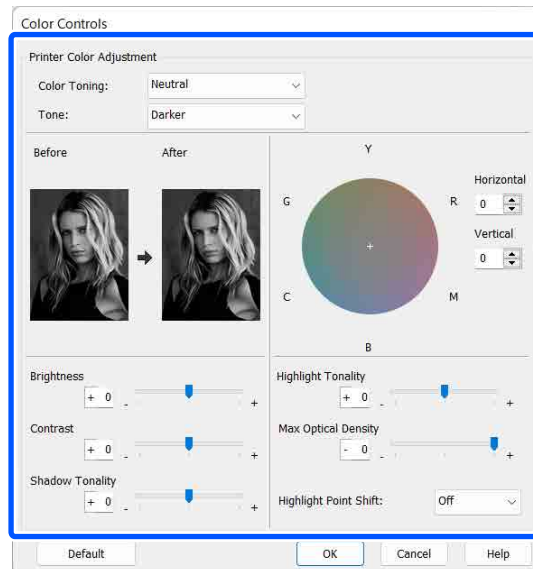 Color Controls
Printer Color Adjustment
Color Toning: Neutral
Tone: Darker
Before After
Y
G R
C M
B
Horizontal
0
Vertical
0
Brightness
+ 0 - +
Contrast
+ 0 - +
Shadow Tonality
+ 0 - +
Highlight Tonality
+ 0 - +
Max Optical Density
- 0 - +
Highlight Point Shift: Off
Default OK Cancel Help